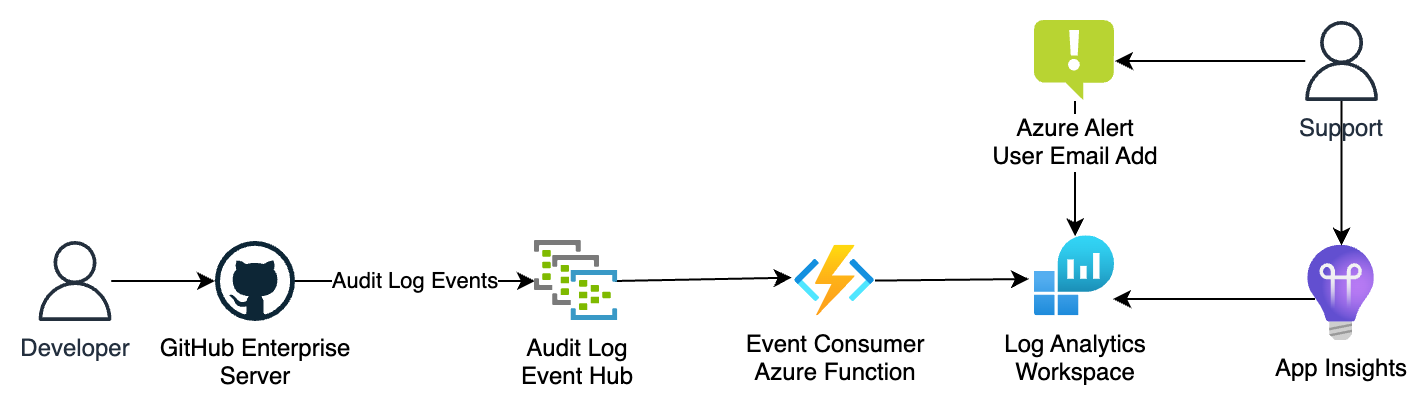 Azure Alert
User Email Add
Support
Audit Log Events
Developer
GitHub Enterprise
Server
Audit Log
Event Hub
Event Consumer
Azure Function
Log Analytics
Workspace
App Insights